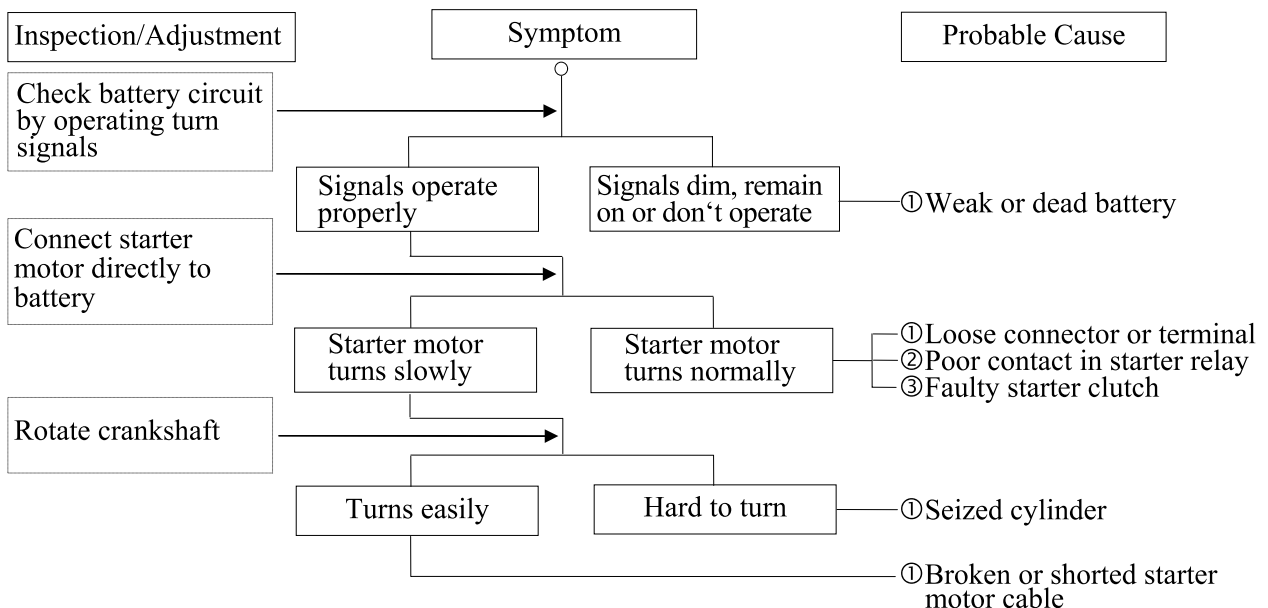 Inspection/Adjustment
Symptom
Probable Cause
Check battery circuit
by operating turn
signals
Signals operate
properly
Signals dim, remain
on or don‘t operate
①Weak or dead battery
Connect starter
motor directly to
battery
Starter motor
turns slowly
Starter motor
turns normally
①Loose connector or terminal
②Poor contact in starter relay
③Faulty starter clutch
Rotate crankshaft
Turns easily
Hard to turn
①Seized cylinder
①Broken or shorted starter
motor cable